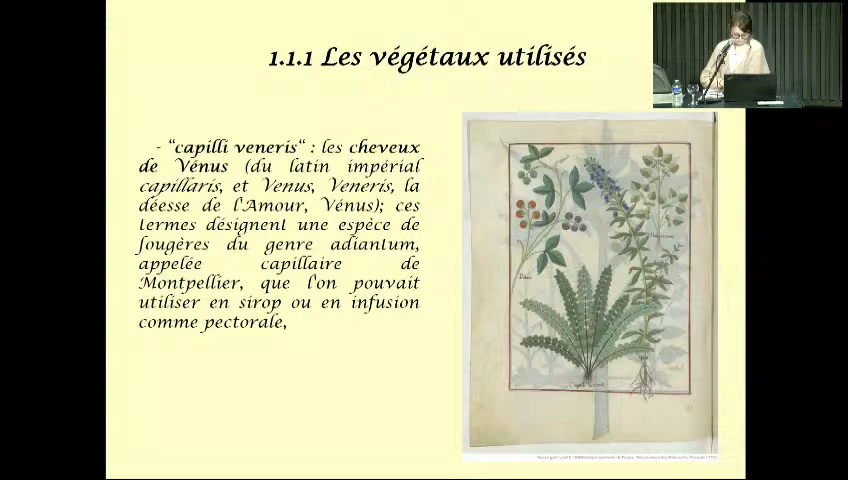 1.1.1 Les végétaux utilisés
- "capilli veneris" : les cheveux
de Vénus (du latin impérial
capillaris, et Venus, Veneris, la
déesse de l'Amour, Vénus); ces
termes désignent une espèce de
fougères du genre adiantum,
appelée capillaire de
Montpellier, que l'on pouvait
utiliser en sirop ou en infusion
comme pectorale,